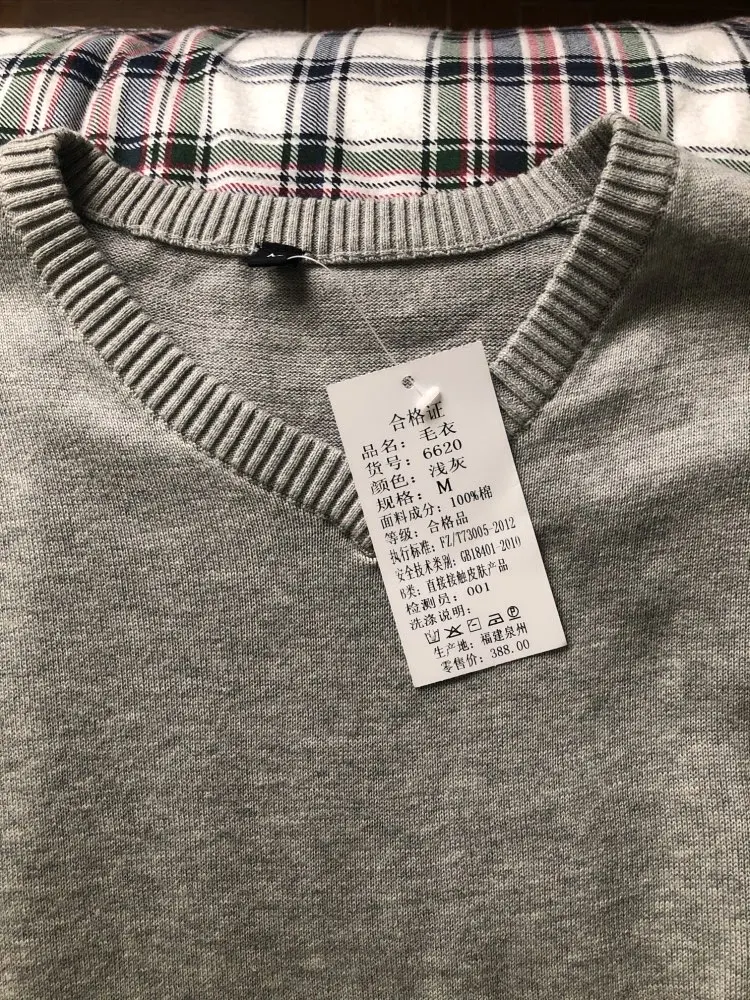 合格证
品名：毛衣
货号：6620
颜色：浅灰
规格：M
面料成分：100%棉
等级：合格品
执行标准：FZ/T73005-2012
安全技术类别：GB18401-2010
B类：直接接触皮肤产品
检测员：001
洗涤说明：
生产地：福建泉州
零售价：388.00